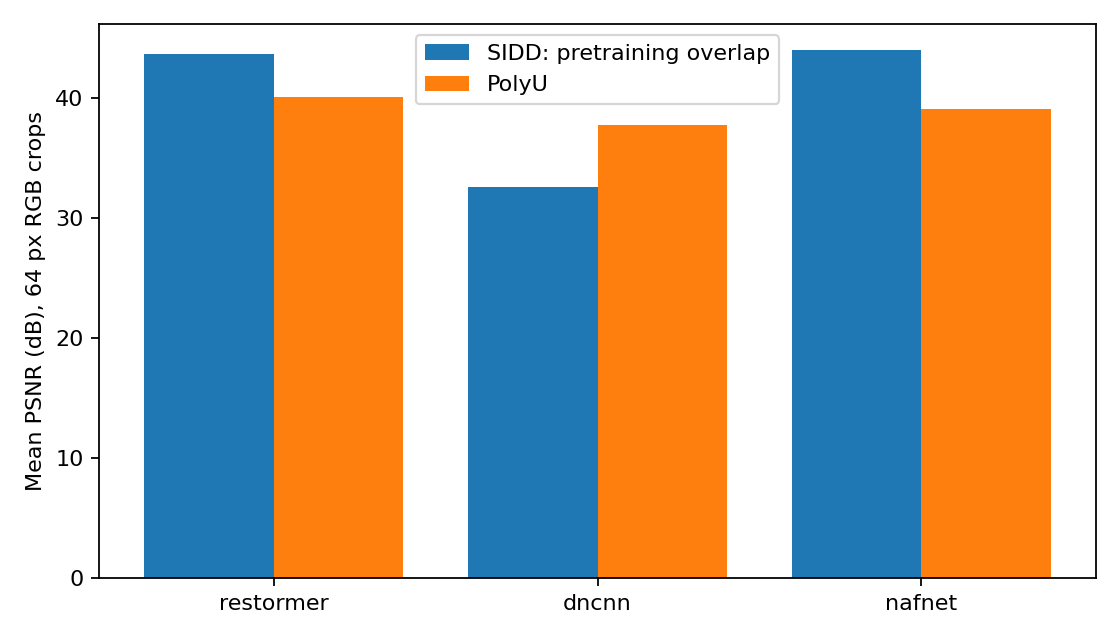 SIDD: pretraining overlap
PolyU
Mean PSNR (dB), 64 px RGB crops
40
30
20
10
0
restormer dncnn nafnet